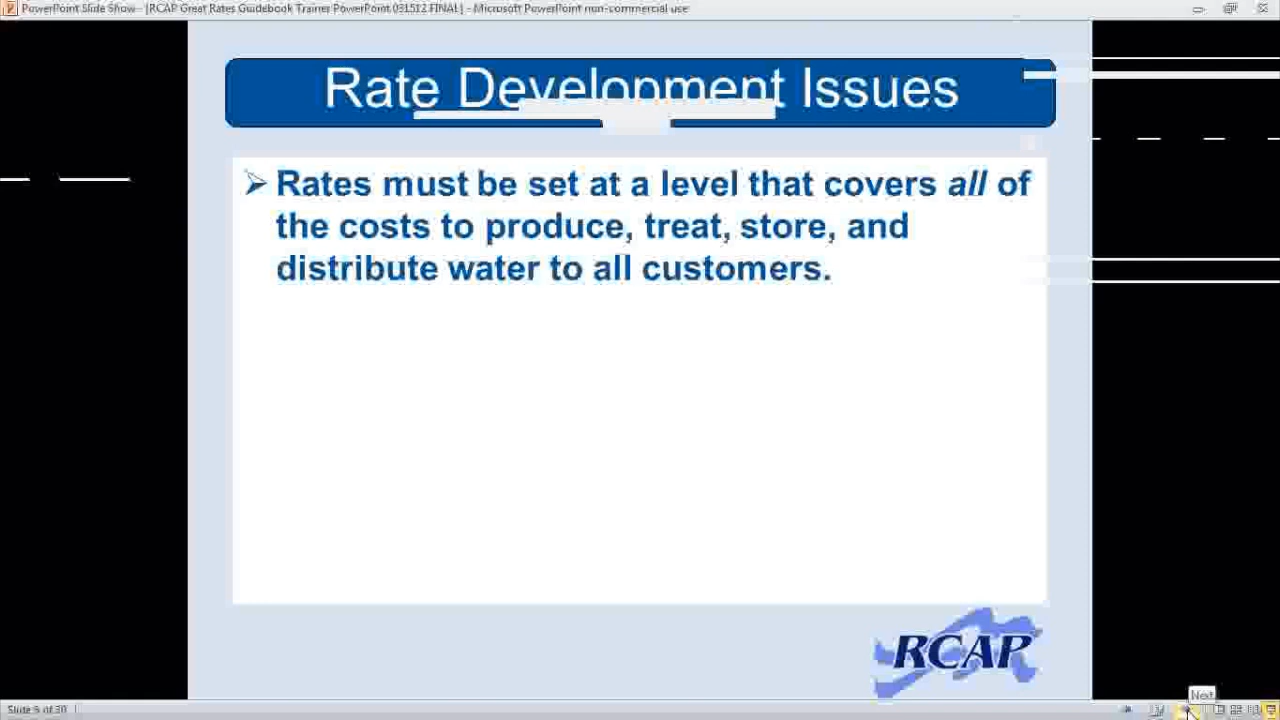 PowerPoint Slide Show - [RCAP Great Rates Guidebook Trainer PowerPoint 031512 FINAL] - Microsoft PowerPoint non-commercial use
Rate Development Issues
Rates must be set at a level that covers all of
the costs to produce, treat, store, and
distribute water to all customers.
RCAP
Next
Slide 5 of 30